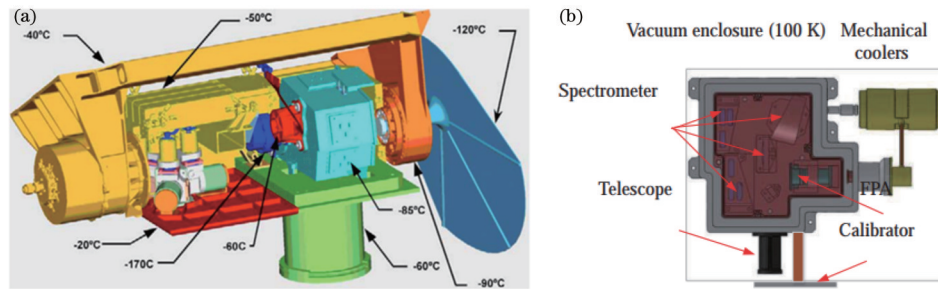 (a)
-50°C
-40°C
-120°C
-20°C
-170C
-60C
-85°C
-60°C
-90°C
(b)
Vacuum enclosure (100 K)
Mechanical
coolers
Spectrometer
Telescope
FPA
Calibrator